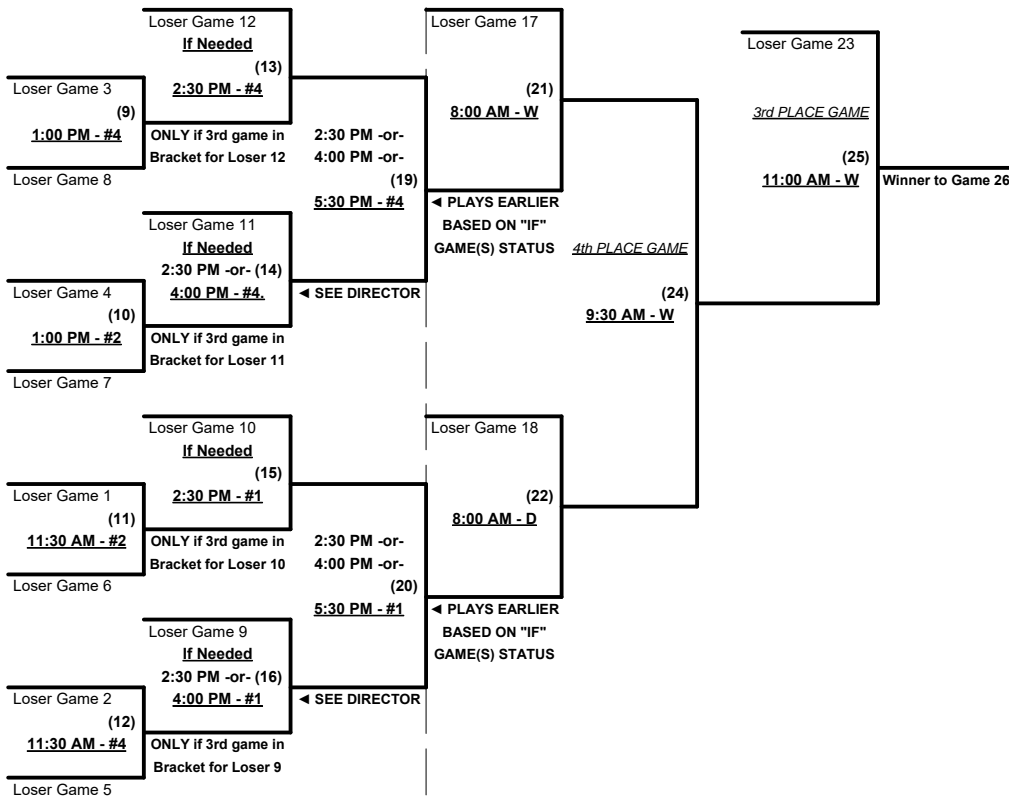 Loser Game 12
If Needed
(13)
2:30 PM - #4
Loser Game 3
(9)
1:00 PM - #4
ONLY if 3rd game in
Bracket for Loser 12
Loser Game 8
Loser Game 11
If Needed
2:30 PM -or- (14)
4:00 PM - #4.
◄ SEE DIRECTOR
Loser Game 4
(10)
1:00 PM - #2
ONLY if 3rd game in
Bracket for Loser 11
Loser Game 7
2:30 PM -or-
4:00 PM -or-
(19)
5:30 PM - #4
Loser Game 17
(21)
8:00 AM - W
◄ PLAYS EARLIER
BASED ON "IF"
GAME(S) STATUS
Loser Game 10
If Needed
(15)
2:30 PM - #1
Loser Game 1
(11)
11:30 AM - #2
ONLY if 3rd game in
Bracket for Loser 10
Loser Game 6
Loser Game 9
If Needed
2:30 PM -or- (16)
4:00 PM - #1
◄ SEE DIRECTOR
Loser Game 2
(12)
11:30 AM - #4
ONLY if 3rd game in
Bracket for Loser 9
Loser Game 5
2:30 PM -or-
4:00 PM -or-
(20)
5:30 PM - #1
Loser Game 18
(22)
8:00 AM - D
◄ PLAYS EARLIER
BASED ON "IF"
GAME(S) STATUS
4th PLACE GAME
(24)
9:30 AM - W
Loser Game 23
3rd PLACE GAME
(25)
11:00 AM - W
Winner to Game 26